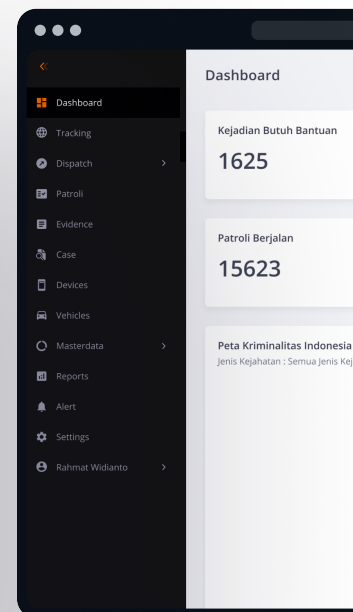 Dashboard
Tracking
Dispatch
Patroli
Evidence
Case
Devices
Vehicles
Masterdata
Reports
Alert
Settings
Rahmat Widianto
Dashboard
Kejadian Butuh Bantuan
1625
Patroli Berjalan
15623
Peta Kriminalitas Indonesia
Jenis Kejahatan : Semua Jenis Kej